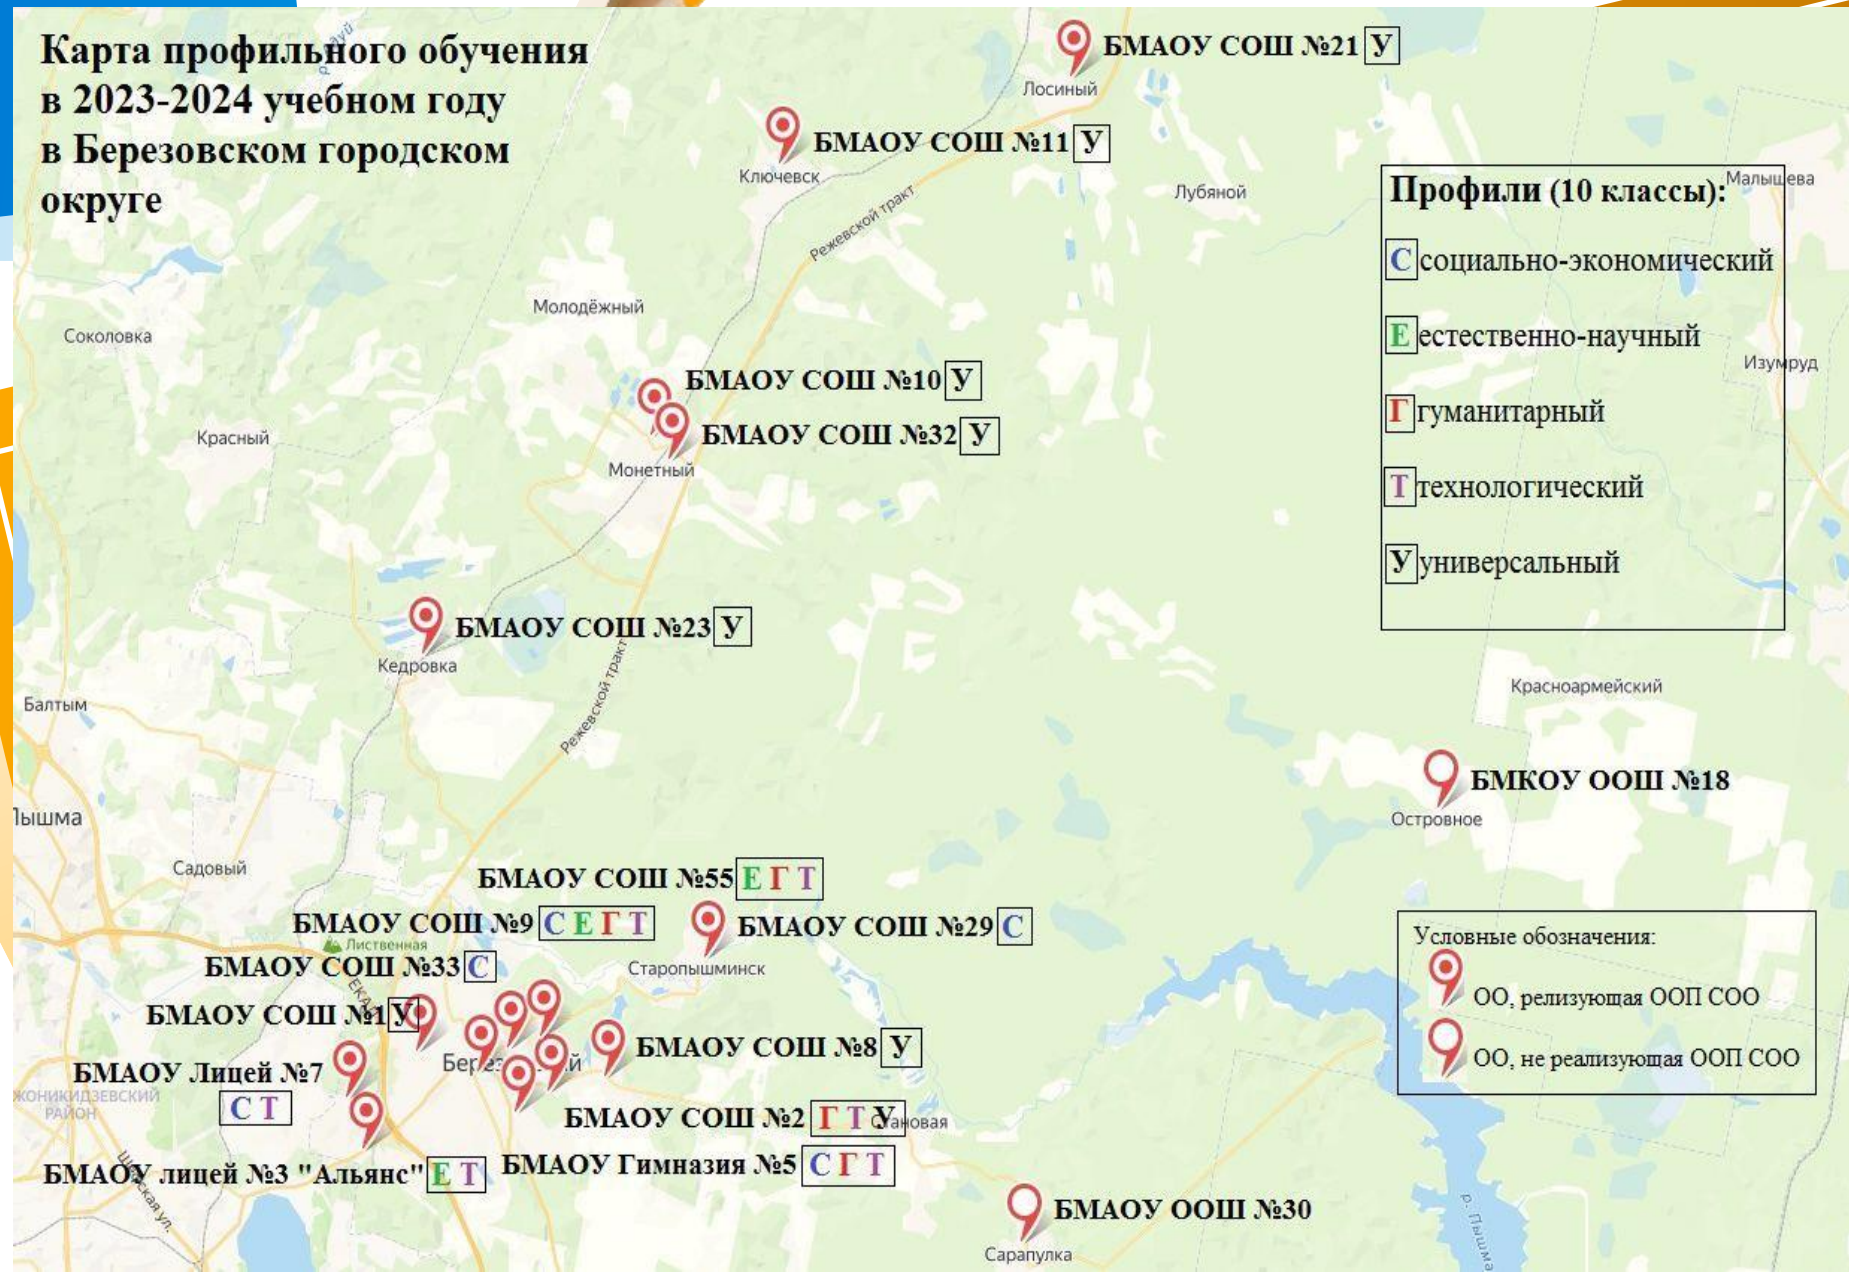 Карта профильного обучения
в 2023-2024 учебном году
в Березовском городском
округе
БМАОУ СОШ №21 У
Лосиный
БМАОУ СОШ №11 У
Ключевск
Режевской тракт
Лубяной
Малышева
Профили (10 классы):
С социально-экономический
Е естественно-научный
Г гуманитарный
Т технологический
У универсальный
Изумруд
Молодёжный
Соколовка
Красный
БМАОУ СОШ №10 У
БМАОУ СОШ №32 У
Монетный
БМАОУ СОШ №23 У
Кедровка
Режевской тракт
Балтым
Красноармейский
БМКОУ ООШ №18
Островное
Пышма
Садовый
БМАОУ СОШ №55 Е Г Т
БМАОУ СОШ №9 С Е Г Т
БМАОУ СОШ №29 С
Лиственная
Старопышминск
БМАОУ СОШ №33 С
БМАОУ СОШ №1 У
БМАОУ СОШ №8 У
БМАОУ Лицей №7
С Т
БМАОУ СОШ №2 Г Т У
БМАОУ лицей №3 "Альянс" Е Т
БМАОУ Гимназия №5 С Г Т
РАЙОН
БМАОУ ООШ №30
Сарапулка
р. Пышма
Условные обозначения:
ОО, релизующая ООП СОО
ОО, не реализующая ООП СОО